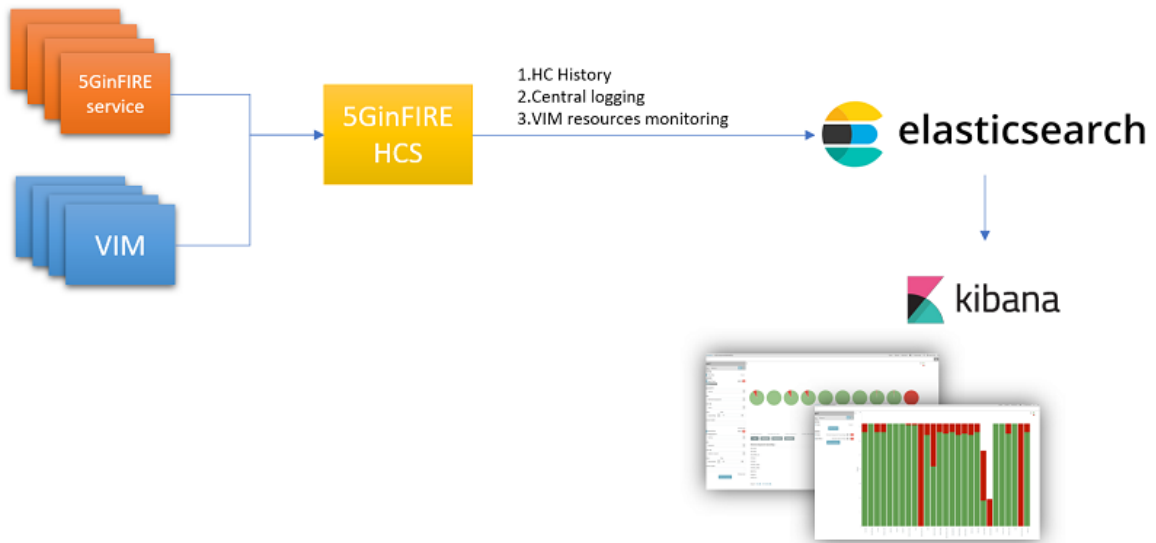 5GinFIRE
service
VIM
5GinFIRE
HCS
1.HC History
2.Central logging
3.VIM resources monitoring
elasticsearch
kibana